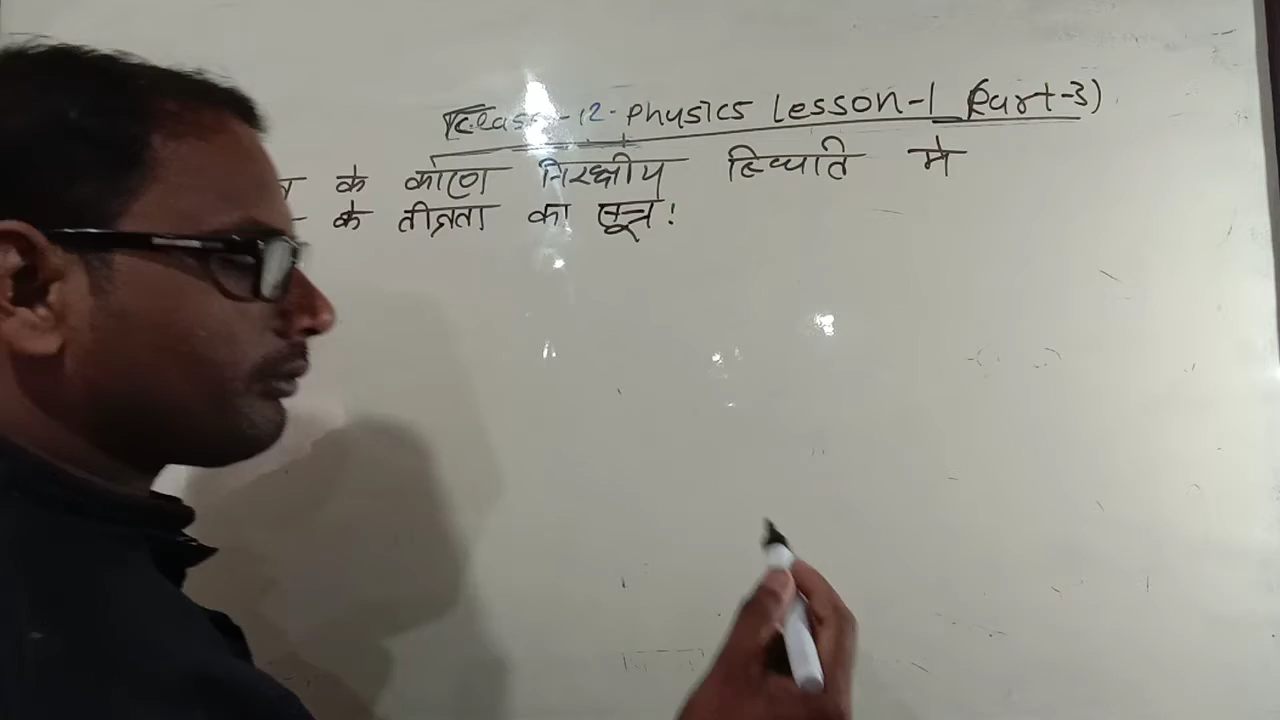 Class-12-Physics Lesson-1 (Part-3)
के कारण निरक्षीय स्थिति में
के तीव्रता का सूत्र!